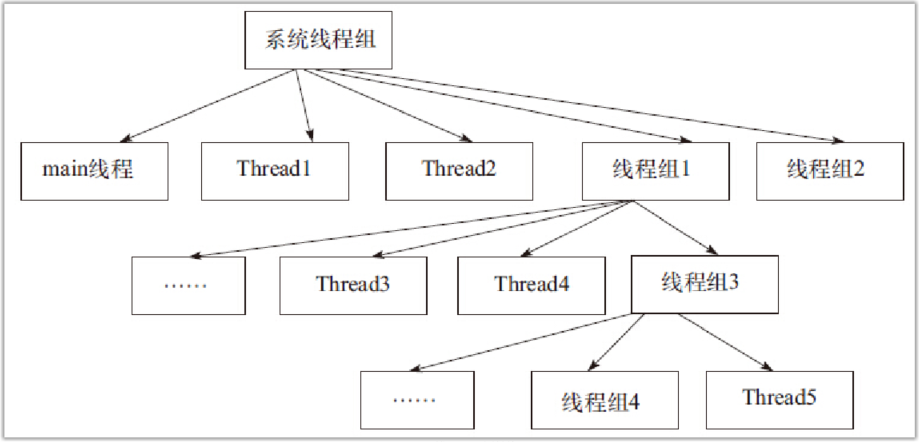 系统线程组
main线程
Thread1
Thread2
线程组1
线程组2
……
Thread3
Thread4
线程组3
……
线程组4
Thread5